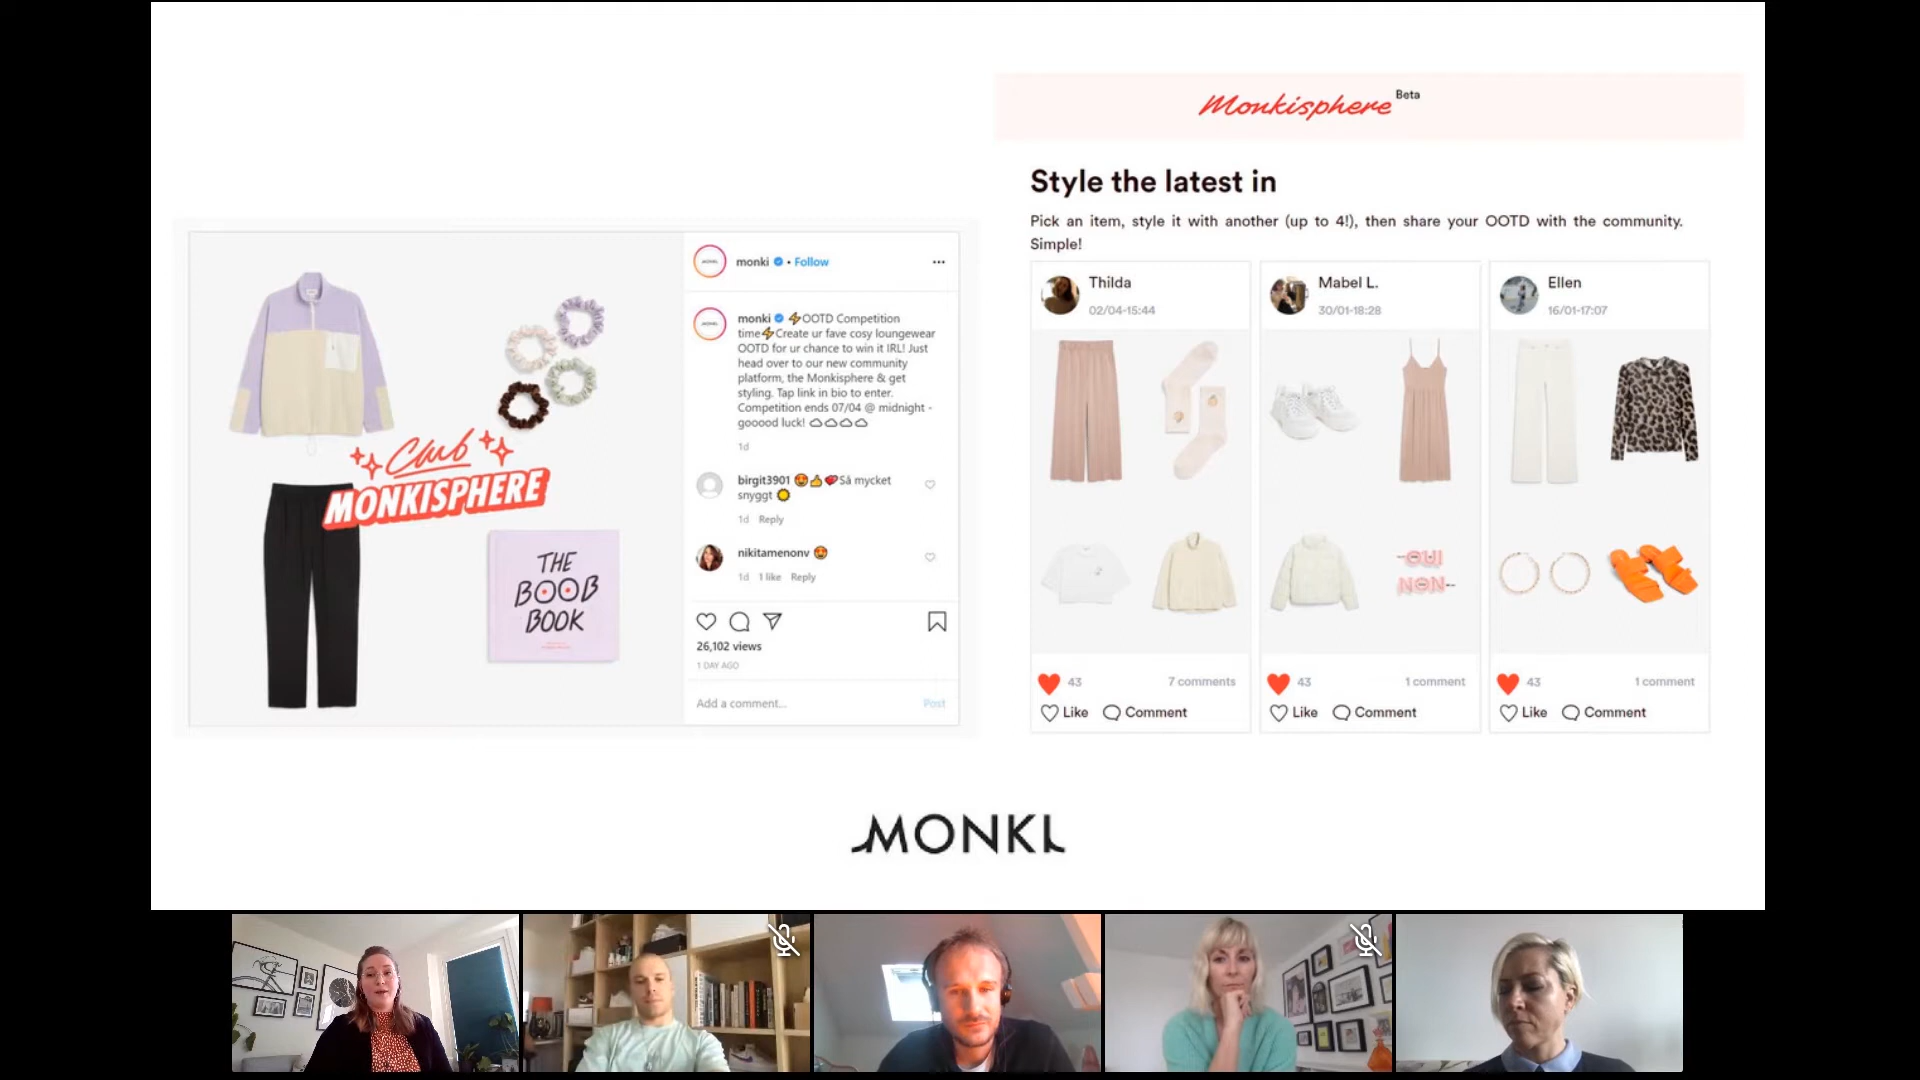 Monkisphere Beta
Style the latest in
Pick an item, style it with another (up to 4!), then share your OOTD with the community.
Simple!
Thilda
02/04-15:44
Mabel L.
30/01-18:28
Ellen
16/01-17:07
OUI
NON
43
7 comments
Like Comment
43
1 comment
Like Comment
43
1 comment
Like Comment
Club
MONKISPHERE
THE
BOOB
BOOK
monki • Follow
monki ⚡OOTD Competition
time⚡Create ur fave cosy loungewear
OOTD for ur chance to win it IRL! Just
head over to our new community
platform, the Monkisphere & get
styling. Tap link in bio to enter.
Competition ends 07/04 @ midnight -
gooood luck!
1d
birgit3901 😍👍💝Så mycket
snyggt 🌞
1d Reply
nikitamenonv 😍
1d 1 like Reply
26,102 views
1 DAY AGO
Add a comment...
Post
MONKI